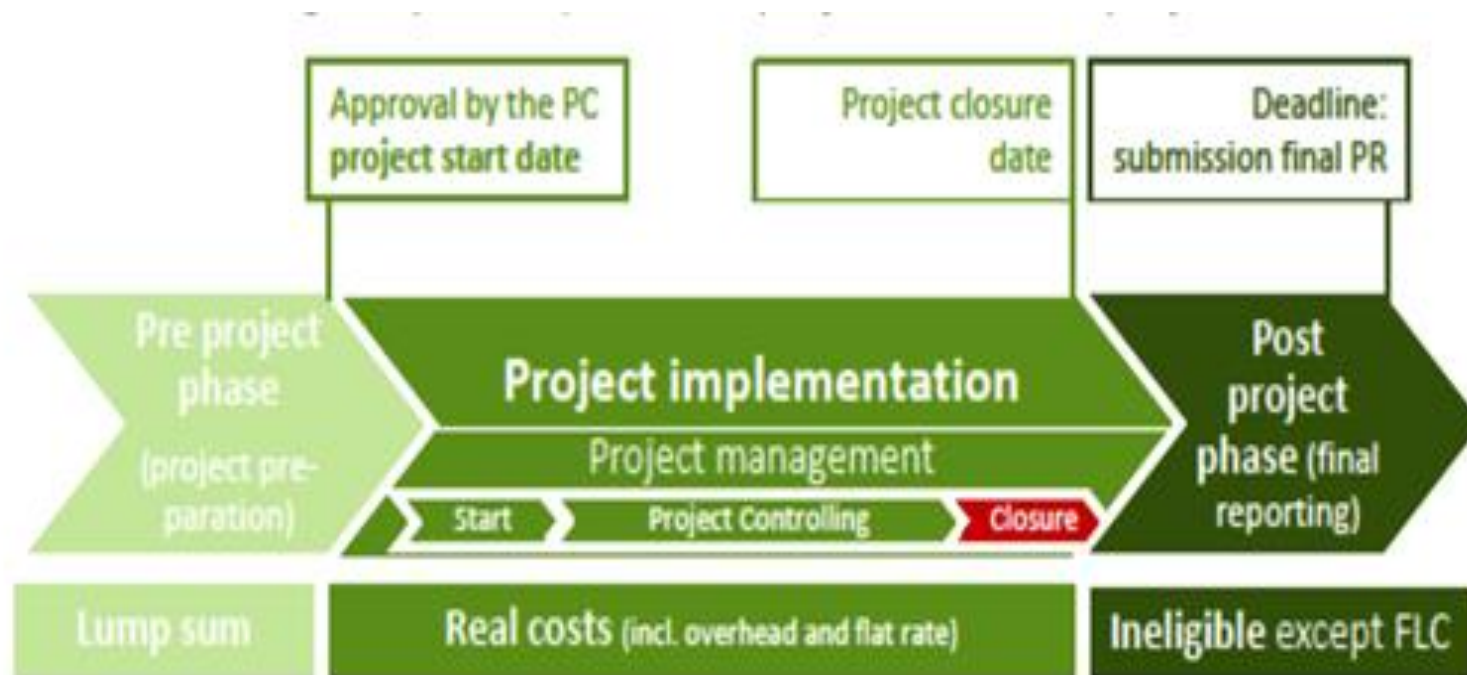 Approval by the PC
project start date
Project closure
date
Deadline:
submission final PR
Pre project
phase
(project pre-
paration)
Project implementation
Project management
Start
Project Controlling
Closure
Post
project
phase (final
reporting)
Lump sum
Real costs (incl. overhead and flat rate)
Ineligible except FLC